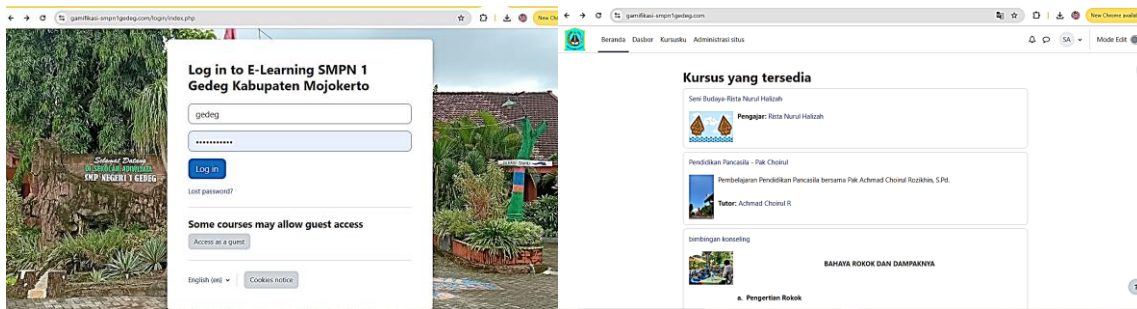 gamifikasi-smpn1gedeg.com/login/index.php
Selamat Datang
DI SEKOLAH ADIWIYATA
SMP NEGERI 1 GEDEG
Log in to E-Learning SMPN 1
Gedeg Kabupaten Mojokerto
gedeg
Log in
Lost password?
Some courses may allow guest access
Access as a guest
English (en)
Cookies notice
gamifikasi-smpn1gedeg.com
New Chrome availa
Beranda Dasbor Kursusku Administrasi situs
SA
Mode Edit
Kursus yang tersedia
Seni Budaya-Rista Nurul Halizah
Pengajar: Rista Nurul Halizah
Pendidikan Pancasila - Pak Choirul
Pembelajaran Pendidikan Pancasila bersama Pak Achmad Choirul Rozikhin, S.Pd.
Tutor: Achmad Choirul R
bimbingan konseling
BAHAYA ROKOK DAN DAMPAKNYA
a. Pengertian Rokok